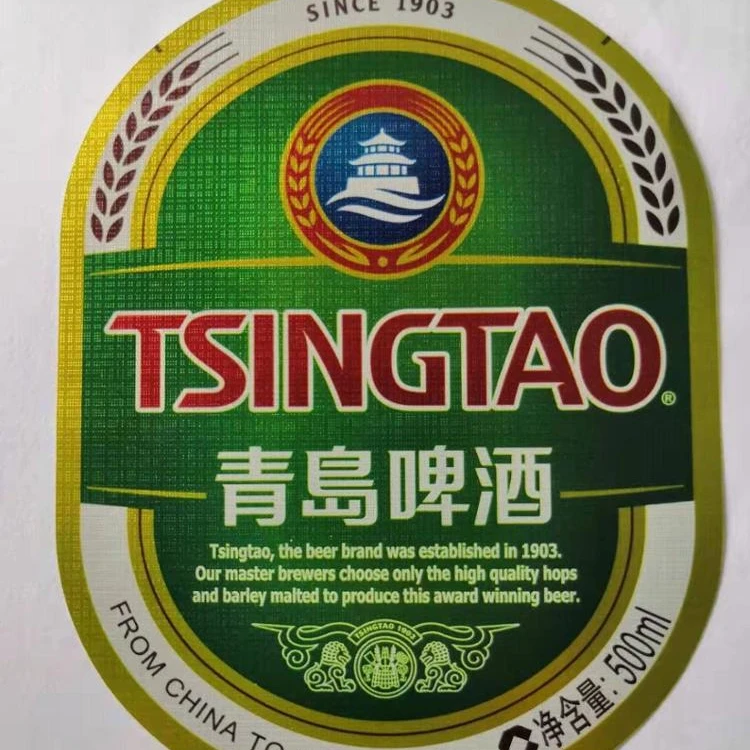 SINCE 1903
TSINGTAO®
青島啤酒
Tsingtao, the beer brand was established in 1903.
Our master brewers choose only the high quality hops
and barley malted to produce this award winning beer.
TSINGTAO 1903
FROM CHINA TO
净含量: 500ml